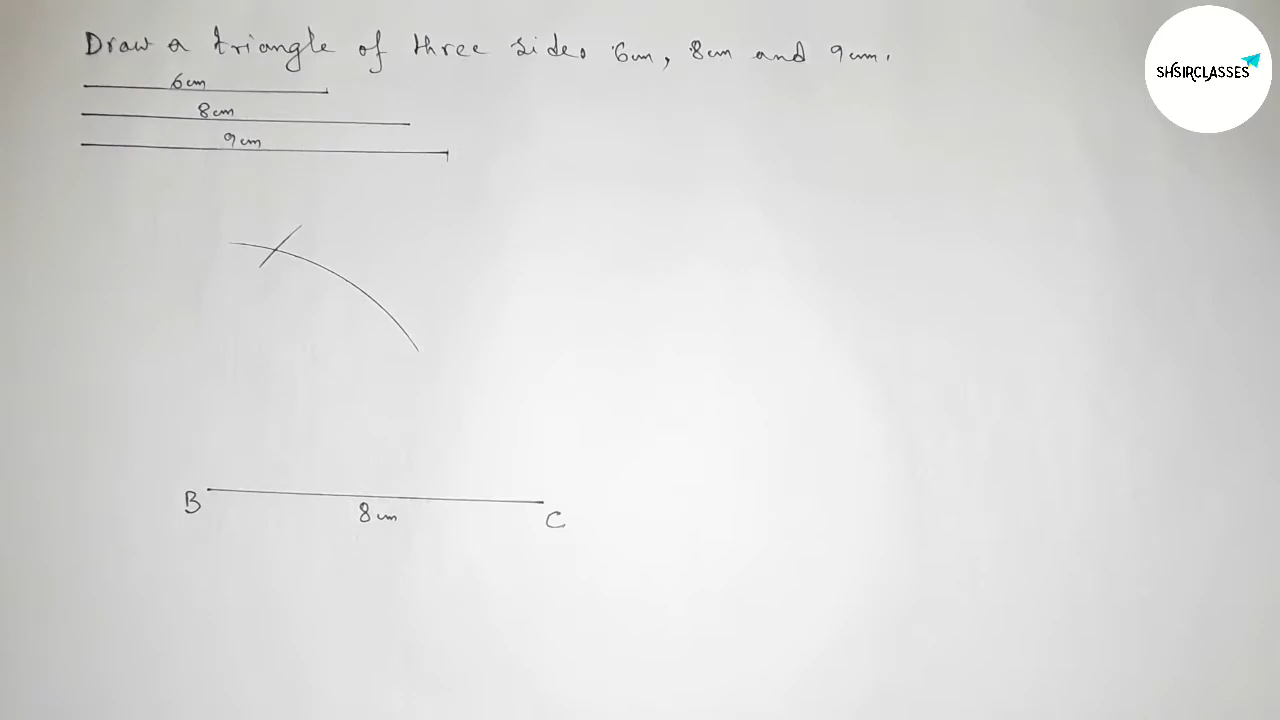 Draw a triangle of three sides 6cm, 8cm and 9cm.
6cm
8cm
9cm
B
8cm
C
SHSIRCLASSES